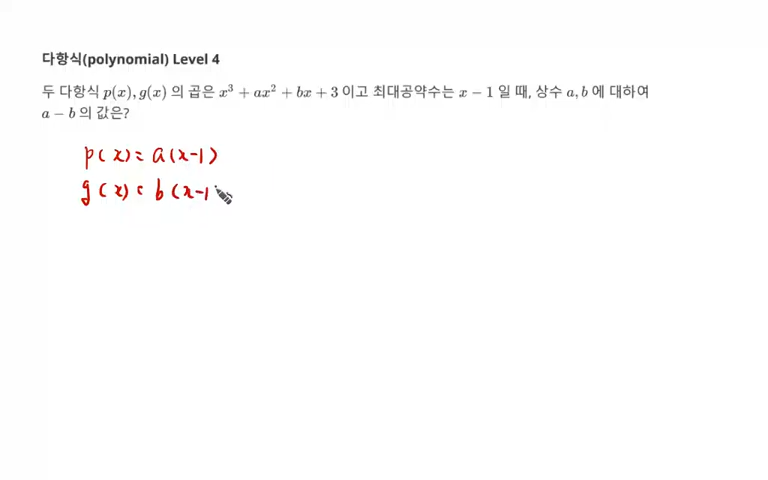 다항식(polynomial) Level 4
두 다항식 p(x), g(x) 의 곱은 x³ + ax² + bx + 3 이고 최대공약수는 x − 1 일 때, 상수 a, b 에 대하여
a − b 의 값은?
p(x) = a(x-1)
g(x) = b(x-1